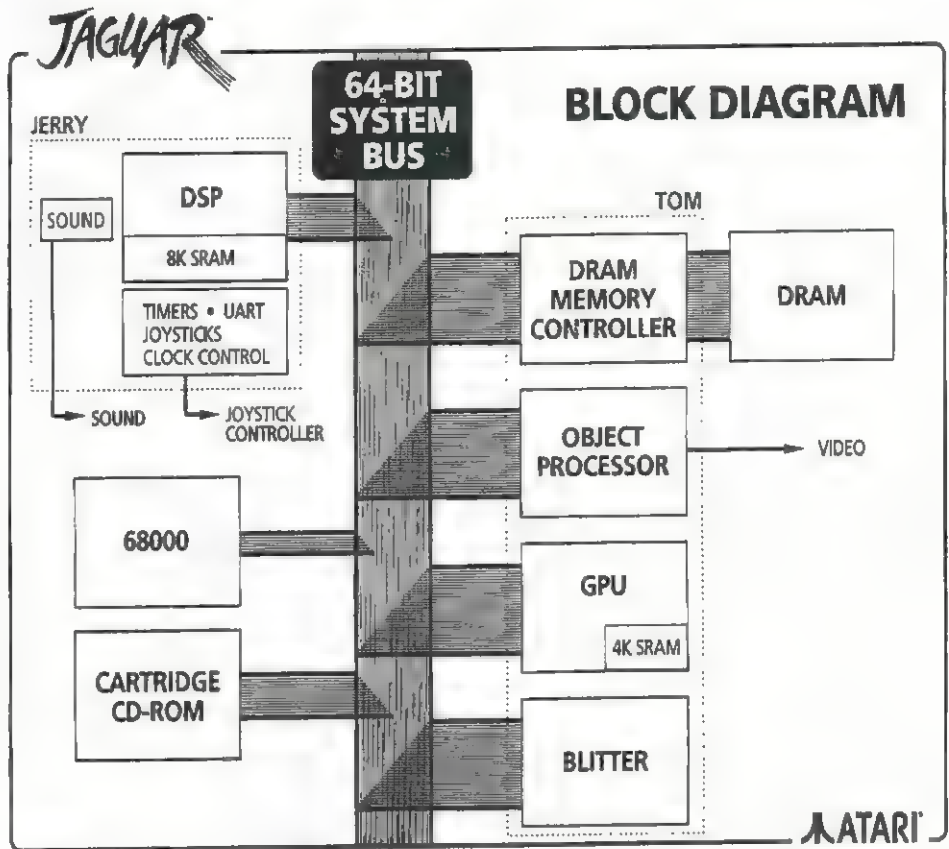 JAGUAR
64-BIT
SYSTEM
BUS
BLOCK DIAGRAM
JERRY
SOUND
DSP
8K SRAM
TIMERS • UART
JOYSTICKS
CLOCK CONTROL
SOUND
JOYSTICK
CONTROLLER
68000
CARTRIDGE
CD-ROM
TOM
DRAM
MEMORY
CONTROLLER
DRAM
OBJECT
PROCESSOR
VIDEO
GPU
4K SRAM
BLITTER
ATARI